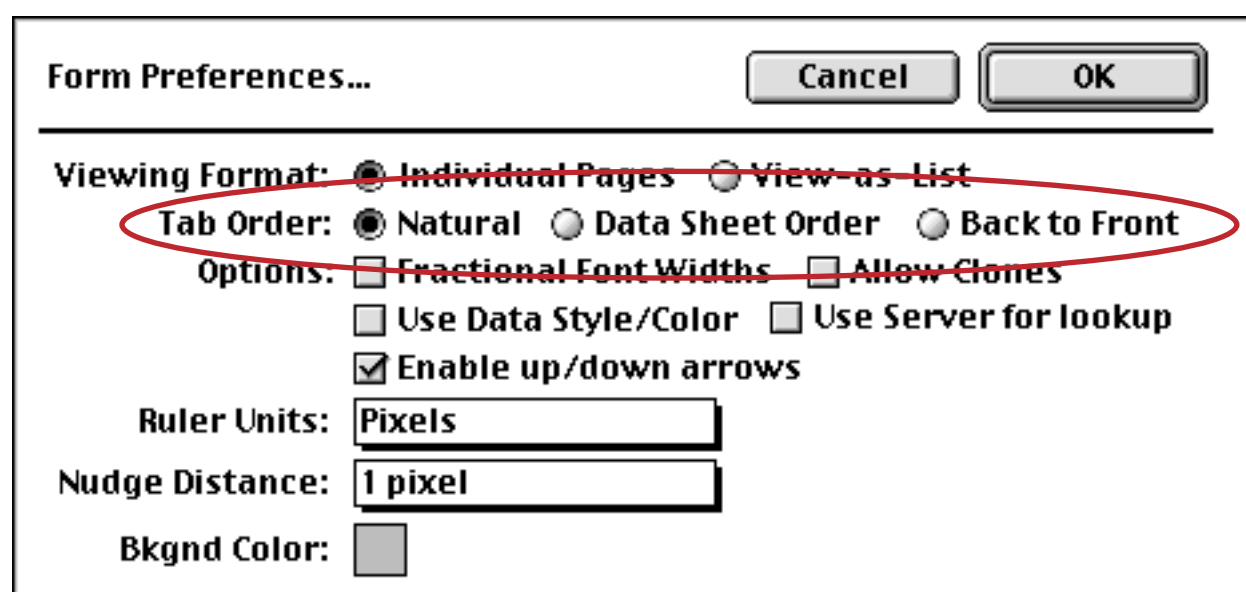 Form Preferences... Cancel OK
Viewing Format: Individual Pages View-as-List
Tab Order: Natural Data Sheet Order Back to Front
Options: Fractional Font Widths Allow Clones
Use Data Style/Color Use Server for lookup
Enable up/down arrows
Ruler Units: Pixels
Nudge Distance: 1 pixel
Bkgnd Color: